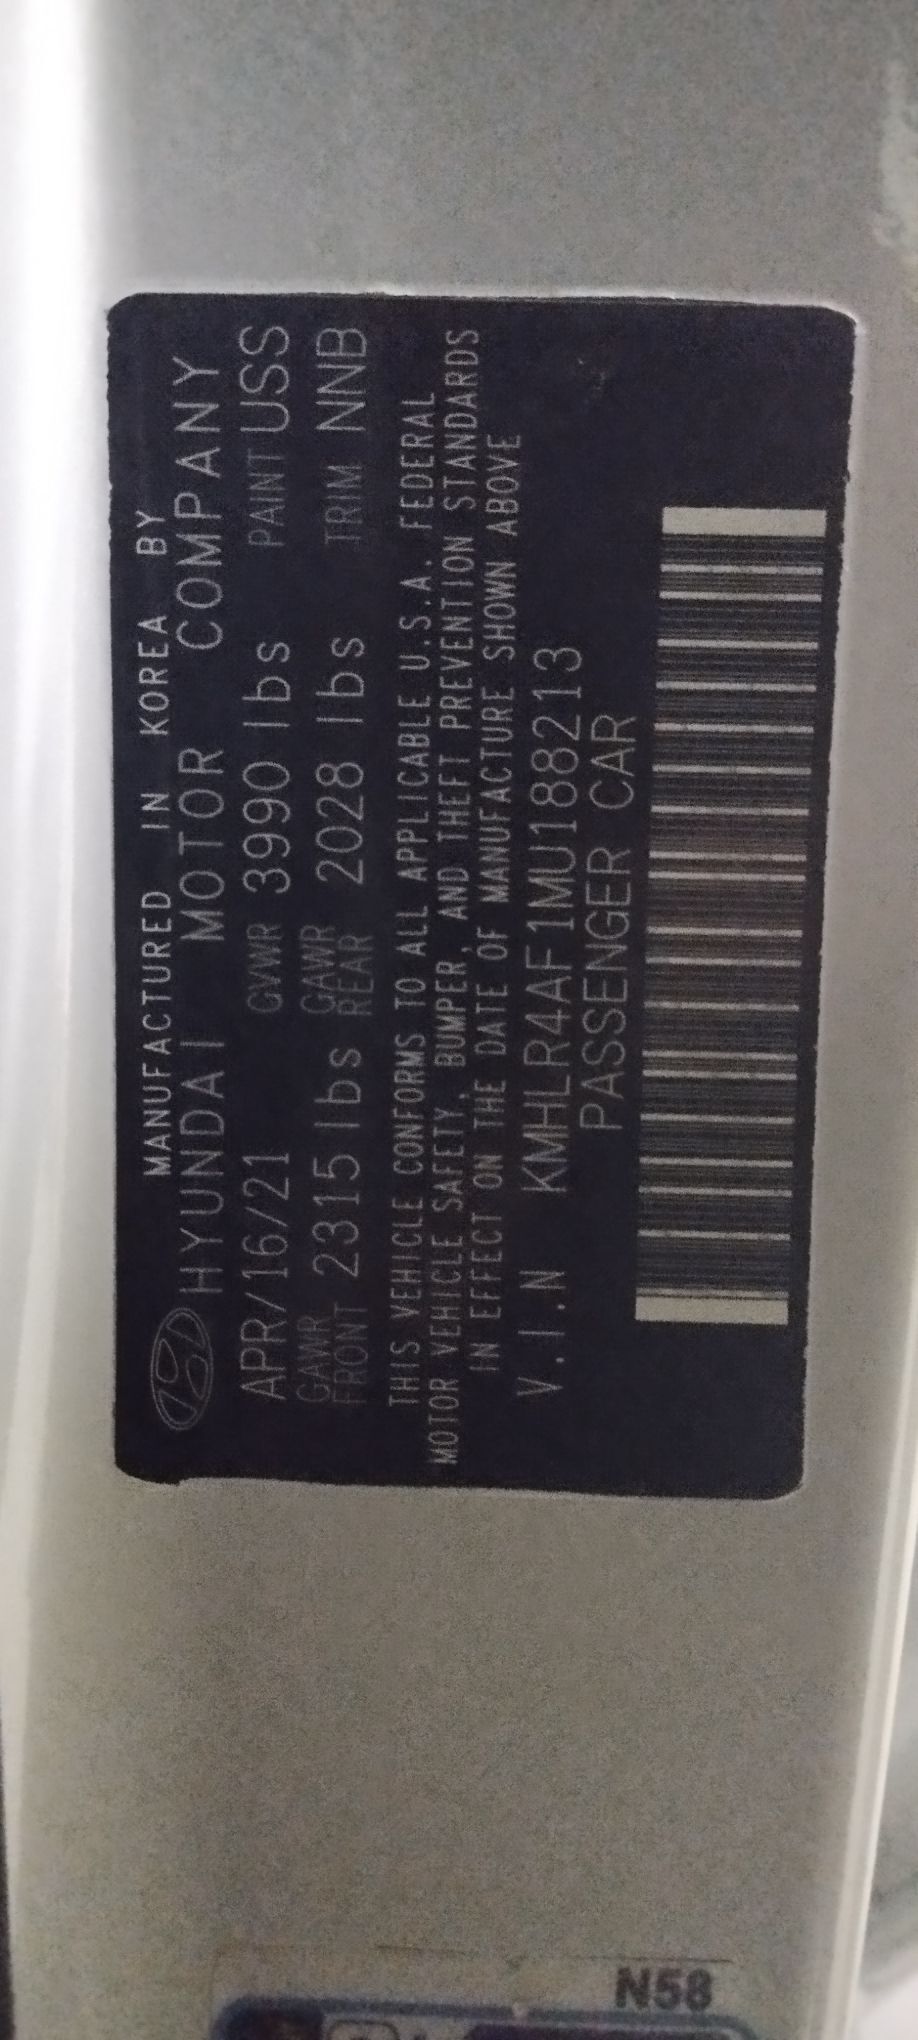 MANUFACTURED IN KOREA BY
HYUNDAI MOTOR COMPANY
APR/16/21 GVWR 3990 lbs PAINT USS
GAWR FRONT 2315 lbs GAWR REAR 2028 lbs TRIM NNB
THIS VEHICLE CONFORMS TO ALL APPLICABLE U.S.A. FEDERAL
MOTOR VEHICLE SAFETY, BUMPER, AND THEFT PREVENTION STANDARDS
IN EFFECT ON THE DATE OF MANUFACTURE SHOWN ABOVE
V.I.N KMHLR4AF1MU188213
PASSENGER CAR
N58